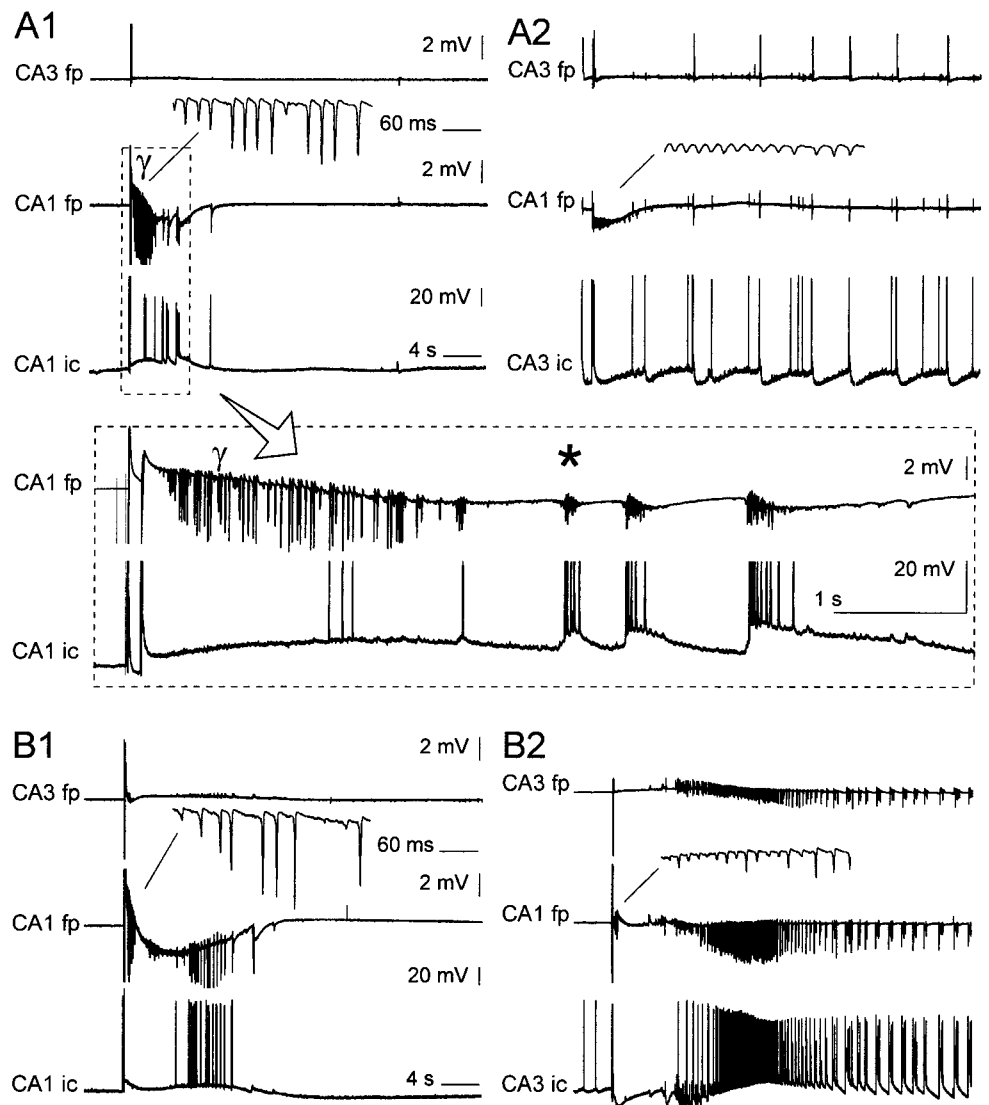 A1
2 mV
CA3 fp
60 ms
γ
2 mV
CA1 fp
20 mV
4 s
CA1 ic
A2
CA3 fp
CA1 fp
CA3 ic
γ
*
CA1 fp
2 mV
20 mV
1 s
CA1 ic
B1
2 mV
CA3 fp
60 ms
2 mV
CA1 fp
20 mV
CA1 ic
4 s
B2
CA3 fp
CA1 fp
CA3 ic